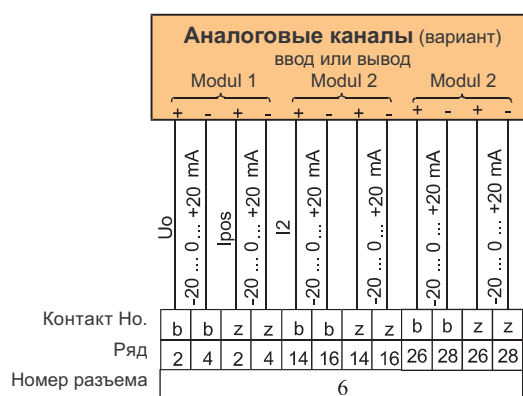 Аналоговые каналы (вариант)
ввод или вывод
Modul 1 Modul 2 Modul 2
+ - + - + - + - + - + -
Uo -20 ... 0 ... +20 mA Ipos -20 ... 0 ... +20 mA I2 -20 ... 0 ... +20 mA -20 ... 0 ... +20 mA -20 ... 0 ... +20 mA -20 ... 0 ... +20 mA
Контакт Но. b b z z b b z z b b z z
Ряд 2 4 2 4 14 16 14 16 26 28 26 28
Номер разъема 6